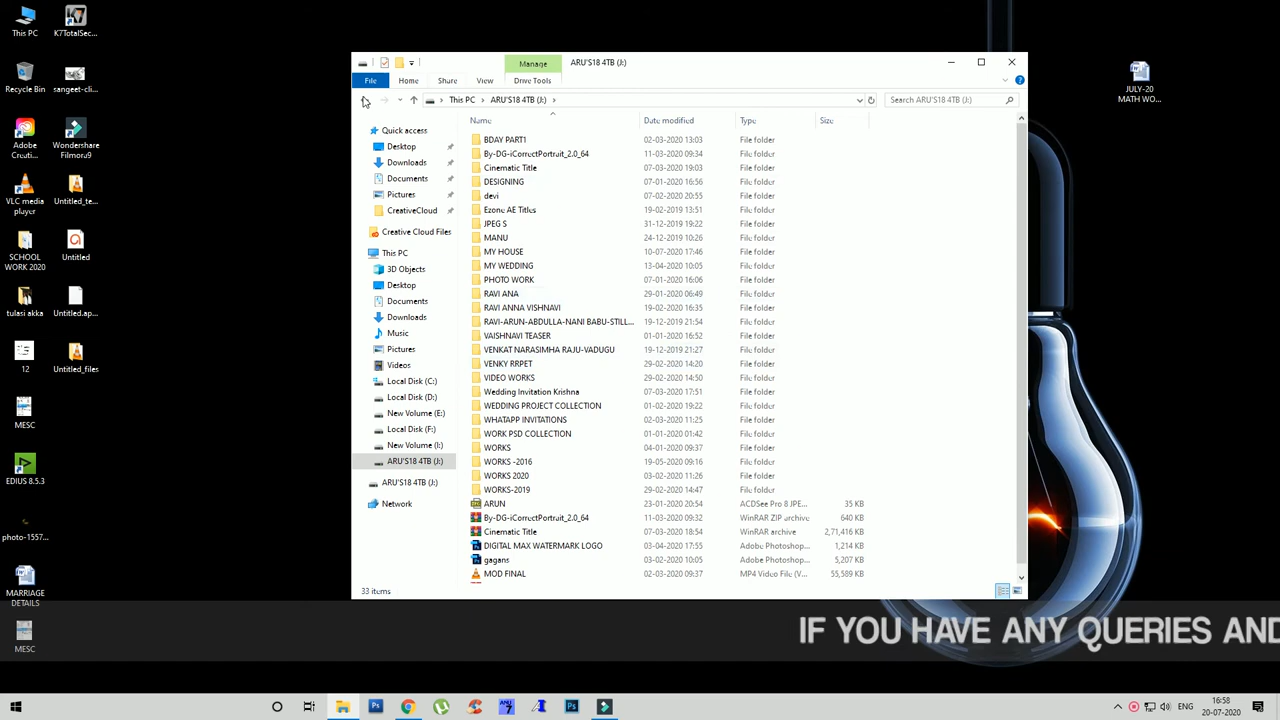 This PC
K7TotalSec...
Recycle Bin
sangeet-cli...
Adobe
Creati...
Wondershare
Filmora9
VLC media
player
Untitled_te...
SCHOOL
WORK 2020
Untitled
tulasi akka
Untitled.ap...
12
Untitled_files
MESC
EDIUS 8.5.3
photo-1557...
MARRIAGE
DETAILS
MESC
JULY-20
MATH WO...
Manage
ARU'S18 4TB (J:)
File
Home
Share
View
Drive Tools
This PC
ARU'S18 4TB (J:)
Search ARU'S18 4TB (J:)
Quick access
Desktop
Downloads
Documents
Pictures
CreativeCloud
Creative Cloud Files
This PC
3D Objects
Desktop
Documents
Downloads
Music
Pictures
Videos
Local Disk (C:)
Local Disk (D:)
New Volume (E:)
Local Disk (F:)
New Volume (I:)
ARU'S18 4TB (J:)
ARU'S18 4TB (J:)
Network
Name Date modified Type Size
BDAY PART1 02-03-2020 13:03 File folder
By-DG-iCorrectPortrait_2.0_64 11-03-2020 09:34 File folder
Cinematic Title 07-03-2020 19:03 File folder
DESIGNING 07-01-2020 16:56 File folder
devi 07-02-2020 20:55 File folder
Ezone AE Titles 19-02-2019 13:51 File folder
JPEG S 31-12-2019 19:22 File folder
MANU 24-12-2019 10:26 File folder
MY HOUSE 10-07-2020 17:46 File folder
MY WEDDING 13-04-2020 10:05 File folder
PHOTO WORK 07-01-2020 16:06 File folder
RAVI ANA 29-01-2020 06:49 File folder
RAVI ANNA VISHNAVI 19-02-2020 16:35 File folder
RAVI-ARUN-ABDULLA-NANI BABU-STILL... 19-12-2019 21:54 File folder
VAISHNAVI TEASER 01-01-2020 16:52 File folder
VENKAT NARASIMHA RAJU-VADUGU 19-12-2019 21:27 File folder
VENKY RRPET 29-02-2020 14:20 File folder
VIDEO WORKS 29-02-2020 14:50 File folder
Wedding Invitation Krishna 07-03-2020 17:51 File folder
WEDDING PROJECT COLLECTION 01-02-2020 19:22 File folder
WHATAPP INVITATIONS 02-03-2020 11:25 File folder
WORK PSD COLLECTION 01-01-2020 01:42 File folder
WORKS 04-01-2020 09:37 File folder
WORKS -2016 19-05-2020 09:16 File folder
WORKS 2020 03-02-2020 11:26 File folder
WORKS-2019 29-02-2020 14:47 File folder
ARUN 23-01-2020 20:54 ACDSee Pro 8 JPE... 35 KB
By-DG-iCorrectPortrait_2.0_64 11-03-2020 09:32 WinRAR ZIP archive 640 KB
Cinematic Title 07-03-2020 18:54 WinRAR archive 2,71,416 KB
DIGITAL MAX WATERMARK LOGO 03-04-2020 17:55 Adobe Photoshop... 1,214 KB
gagans 03-02-2020 10:05 Adobe Photoshop... 5,207 KB
MOD FINAL 02-03-2020 09:37 MP4 Video File (V... 55,589 KB
33 items
IF YOU HAVE ANY QUERIES AND
ENG
16:58
20-07-2020